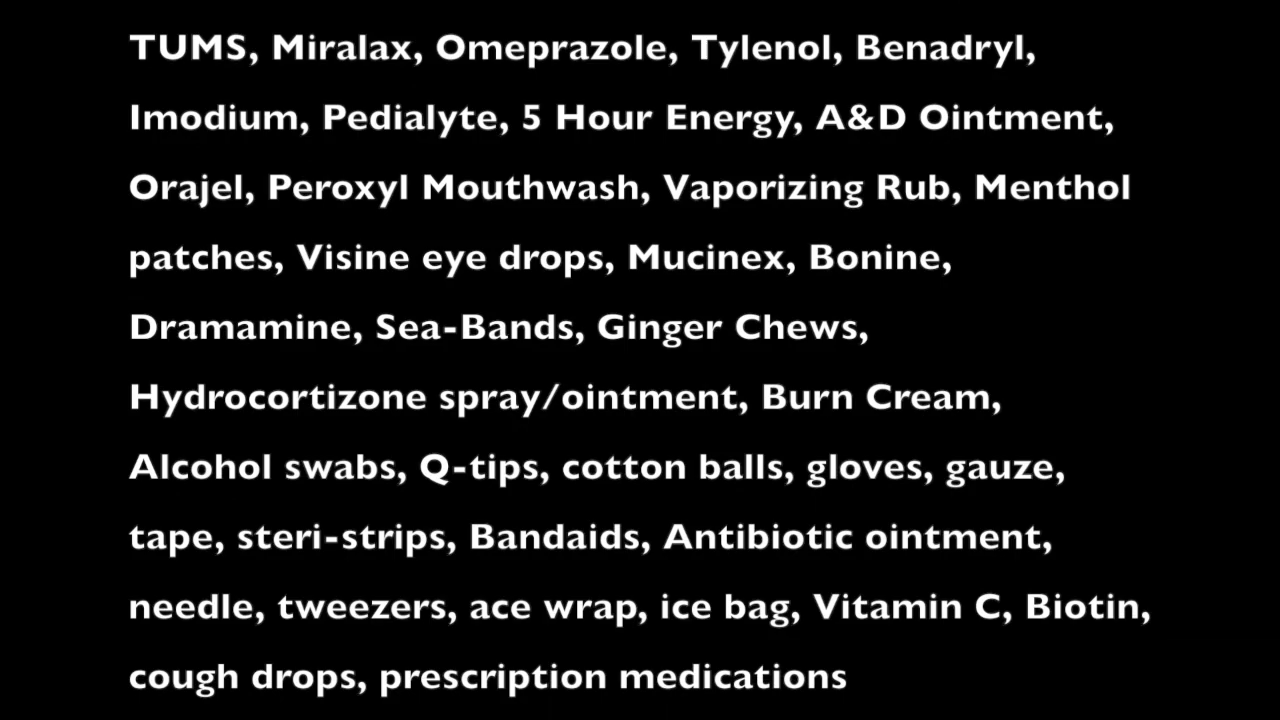 TUMS, Miralax, Omeprazole, Tylenol, Benadryl,
Imodium, Pedialyte, 5 Hour Energy, A&D Ointment,
Orajel, Peroxyl Mouthwash, Vaporizing Rub, Menthol
patches, Visine eye drops, Mucinex, Bonine,
Dramamine, Sea-Bands, Ginger Chews,
Hydrocortizone spray/ointment, Burn Cream,
Alcohol swabs, Q-tips, cotton balls, gloves, gauze,
tape, steri-strips, Bandaids, Antibiotic ointment,
needle, tweezers, ace wrap, ice bag, Vitamin C, Biotin,
cough drops, prescription medications